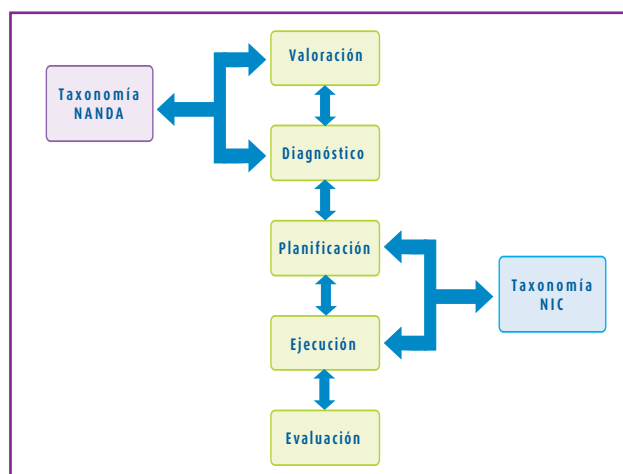 Valoración
Taxonomía
NANDA
Diagnóstico
Planificación
Taxonomía
NIC
Ejecución
Evaluación